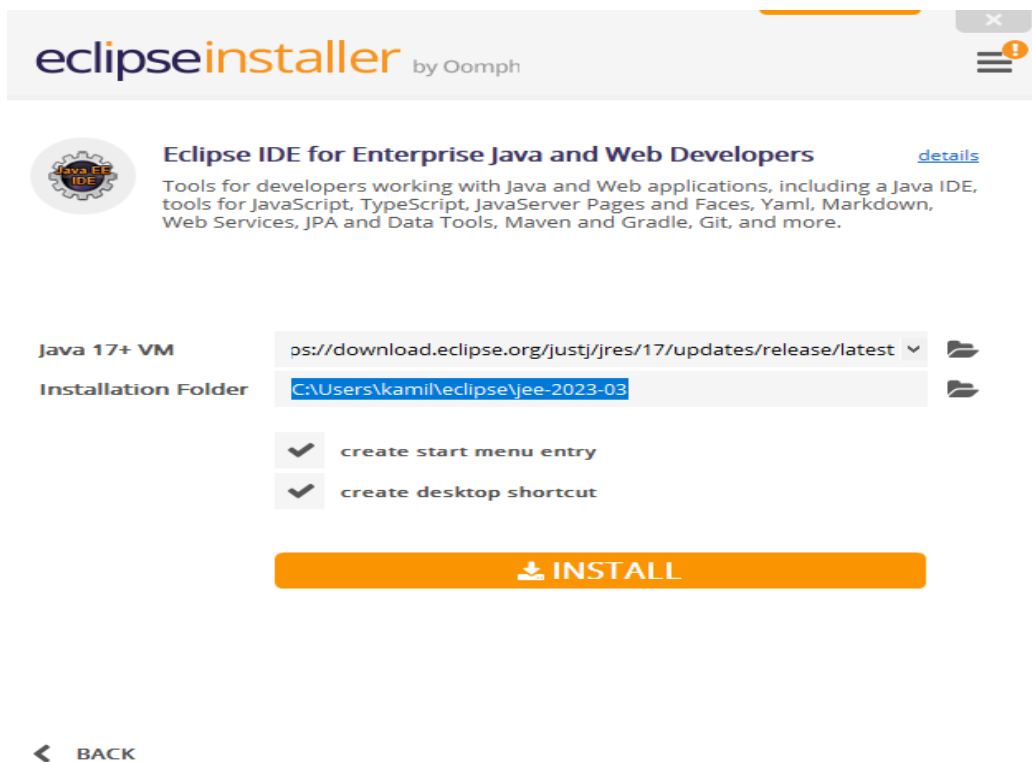 eclipseinstaller by Oomph
Java EE
IDE
Eclipse IDE for Enterprise Java and Web Developers details
Tools for developers working with Java and Web applications, including a Java IDE,
tools for JavaScript, TypeScript, JavaServer Pages and Faces, Yaml, Markdown,
Web Services, JPA and Data Tools, Maven and Gradle, Git, and more.
Java 17+ VM ps://download.eclipse.org/justj/jres/17/updates/release/latest
Installation Folder C:\Users\kamil\eclipse\jee-2023-03
create start menu entry
create desktop shortcut
INSTALL
BACK